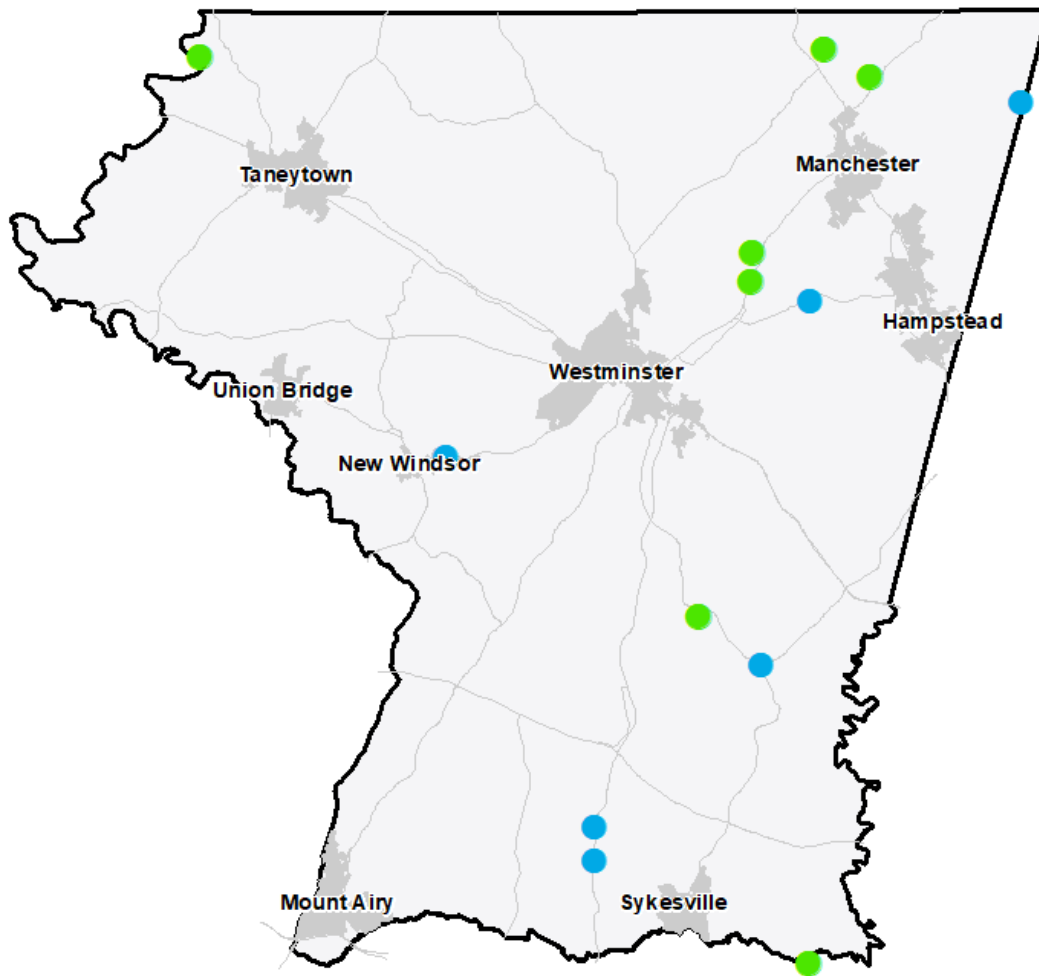 Taneytown
Manchester
Hampstead
Westminster
Union Bridge
New Windsor
Mount Airy
Sykesville